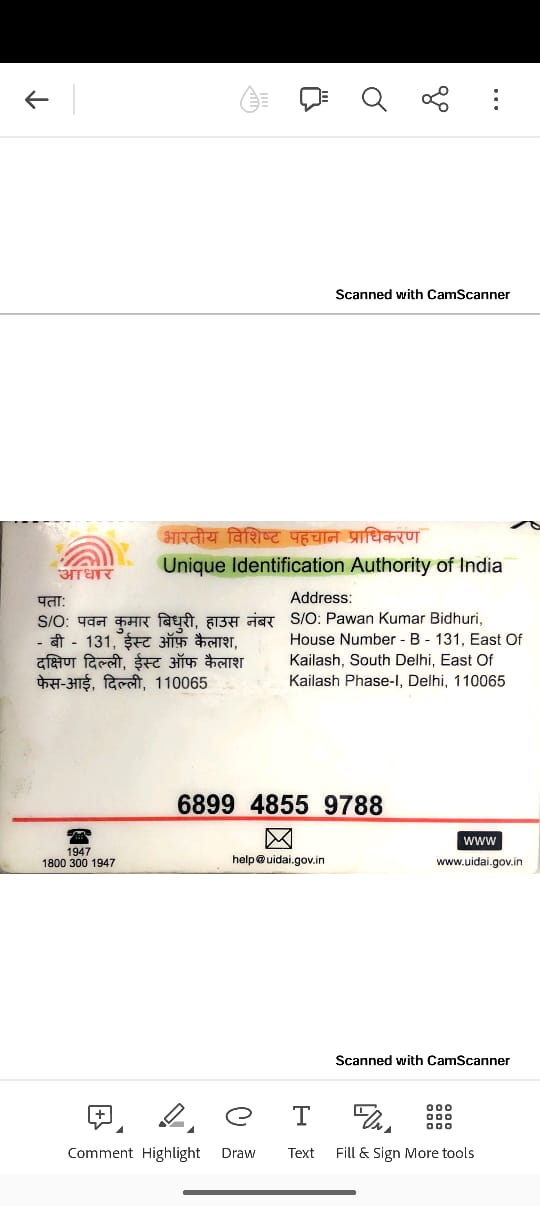 Scanned with CamScanner
भारतीय विशिष्ट पहचान प्राधिकरण
Unique Identification Authority of India
आधार
पता:
S/O: पवन कुमार बिधुरी, हाउस नंबर
- बी - 131, ईस्ट ऑफ़ कैलाश,
दक्षिण दिल्ली, ईस्ट ऑफ कैलाश
फेस-आई, दिल्ली, 110065
Address:
S/O: Pawan Kumar Bidhuri,
House Number - B - 131, East Of
Kailash, South Delhi, East Of
Kailash Phase-I, Delhi, 110065
6899 4855 9788
1947
1800 300 1947
help@uidai.gov.in
www
www.uidai.gov.in
Scanned with CamScanner
Comment Highlight Draw Text Fill & Sign More tools